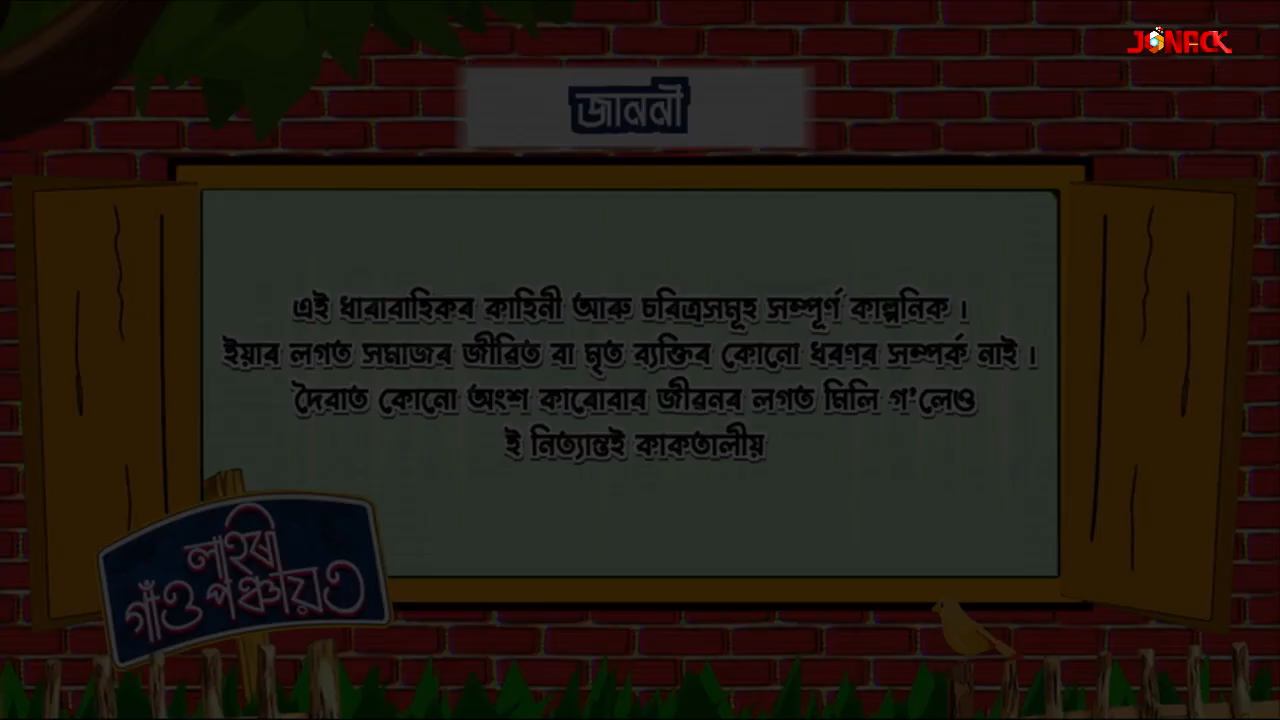 JONACK
জাননী
এই ধাৰাবাহিকৰ কাহিনী আৰু চৰিত্ৰসমূহ সম্পূৰ্ণ কাল্পনিক ।
ইয়াৰ লগত সমাজৰ জীৱিত বা মৃত ব্যক্তিৰ কোনো ধৰণৰ সম্পৰ্ক নাই ।
দৈৱাত কোনো অংশ কাৰোবাৰ জীৱনৰ লগত মিলি গ'লেও
ই নিত্যান্তই কাকতালীয়
লাহৰী
গাঁও পঞ্চায়ত